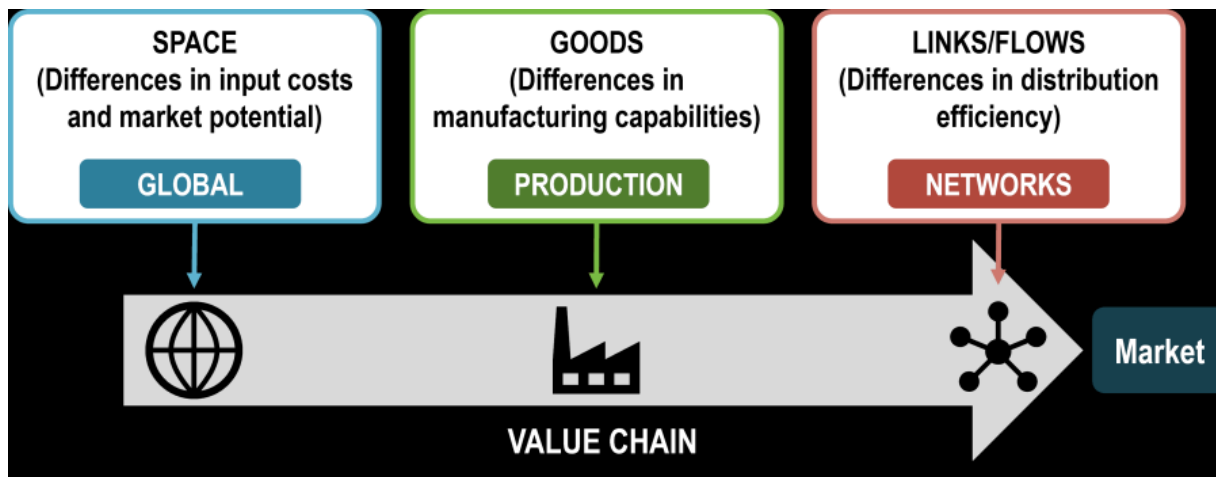 SPACE
(Differences in input costs
and market potential)
GLOBAL
GOODS
(Differences in
manufacturing capabilities)
PRODUCTION
LINKS/FLOWS
(Differences in distribution
efficiency)
NETWORKS
Market
VALUE CHAIN